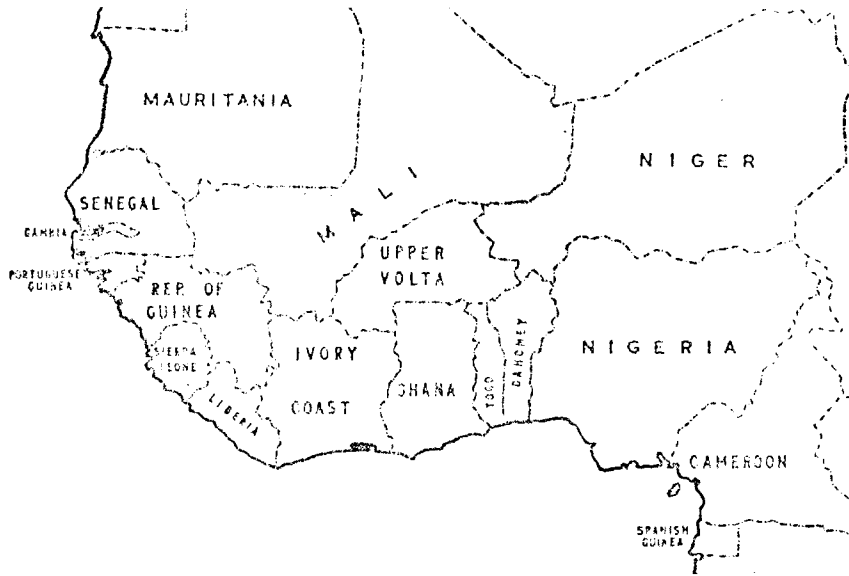 MAURITANIA
NIGER
MALI
SENEGAL
GAMBIA
UPPER
VOLTA
PORTUGUESE
GUINEA
REP. OF
GUINEA
NIGERIA
DAHOMEY
TOGO
IVORY
COAST
SIERRA
LEONE
GHANA
LIBERIA
CAMEROON
SPANISH
GUINEA